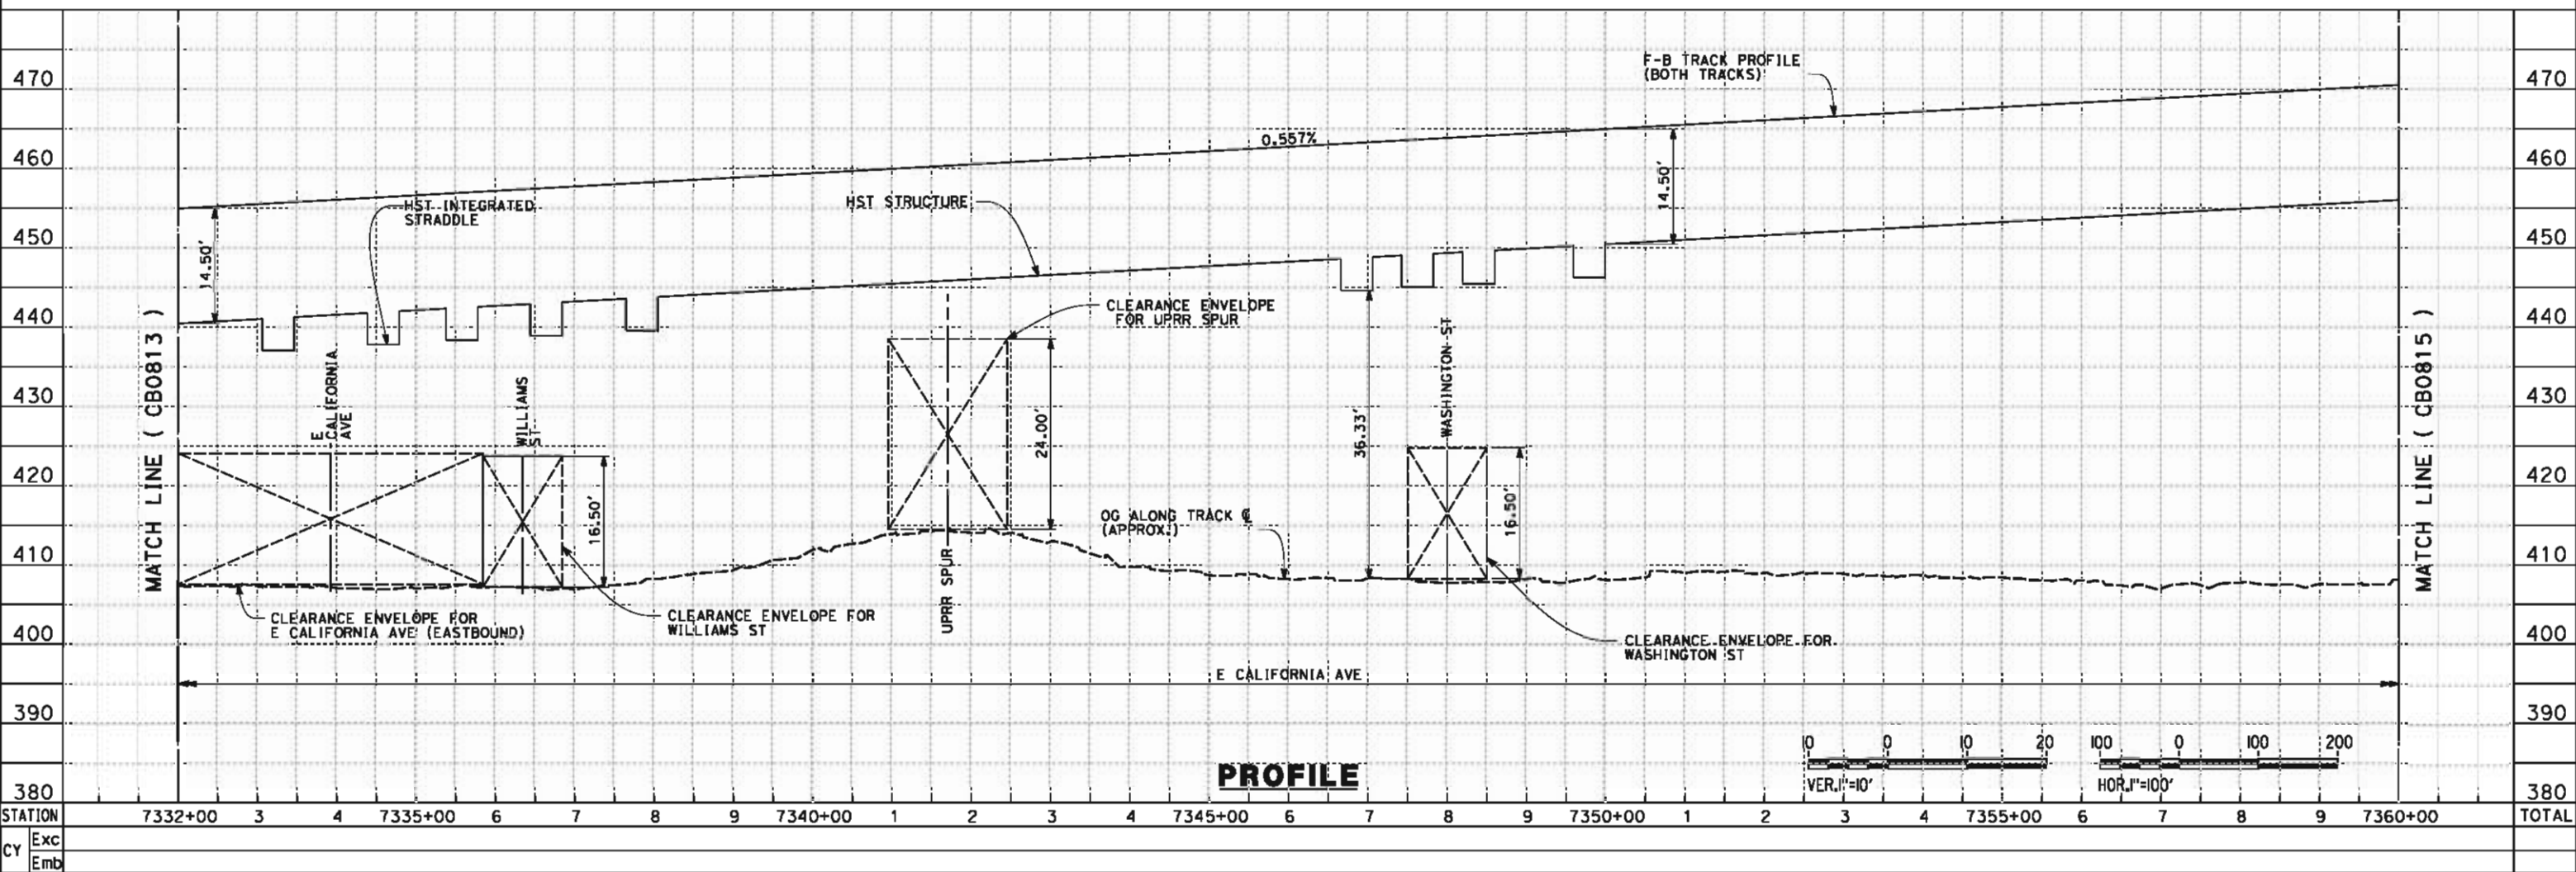 470
460
450
440
430
420
410
400
390
380
MATCH LINE ( CB0813 )
14.50'
HST INTEGRATED
STRADDLE
E
CALIFORNIA
AVE
WILLIAMS
ST
16.50'
CLEARANCE ENVELOPE FOR
E CALIFORNIA AVE (EASTBOUND)
CLEARANCE ENVELOPE FOR
WILLIAMS ST
HST STRUCTURE
0.557%
CLEARANCE ENVELOPE
FOR UPRR SPUR
24.00'
UPRR SPUR
OG ALONG TRACK ℄
(APPROX.)
36.33'
WASHINGTON ST
16.50'
CLEARANCE ENVELOPE FOR
WASHINGTON ST
F-B TRACK PROFILE
(BOTH TRACKS)
14.50'
E CALIFORNIA AVE
MATCH LINE ( CB0815 )
470
460
450
440
430
420
410
400
390
380
PROFILE
10 0 10 20
VER.1"=10'
100 0 100 200
HOR.1"=100'
STATION 7332+00 3 4 7335+00 6 7 8 9 7340+00 1 2 3 4 7345+00 6 7 8 9 7350+00 1 2 3 4 7355+00 6 7 8 9 7360+00 TOTAL
CY
Exc
Emb